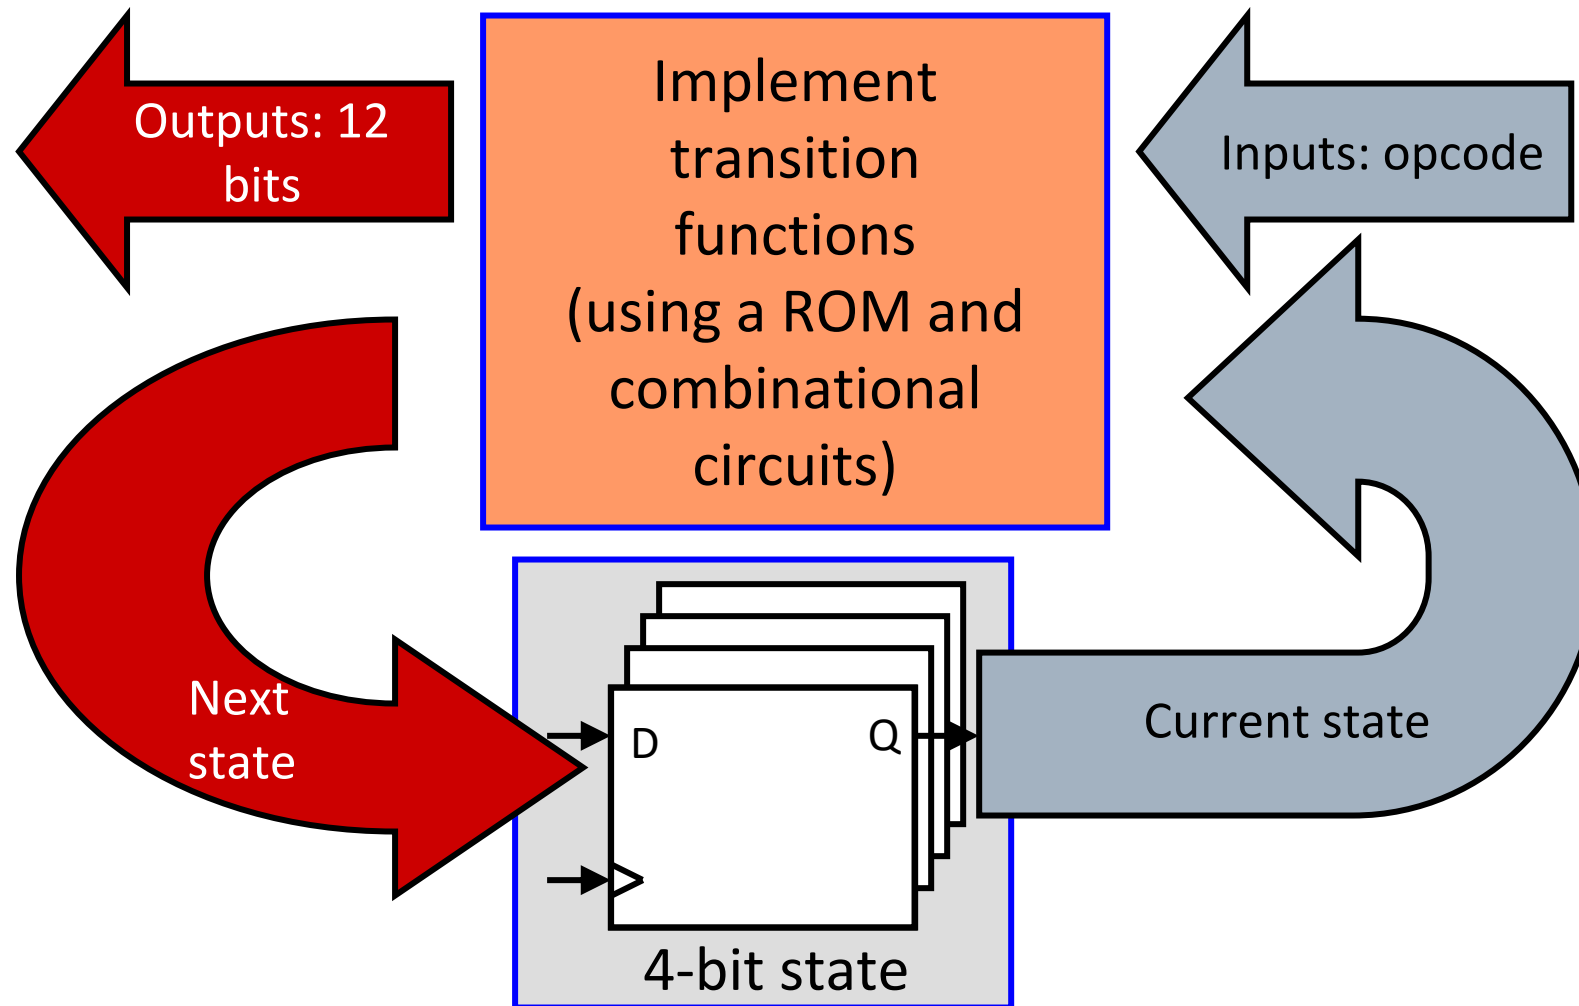 Outputs: 12
bits
Implement
transition
functions
(using a ROM and
combinational
circuits)
Inputs: opcode
Next
state
D
Q
Current state
4-bit state